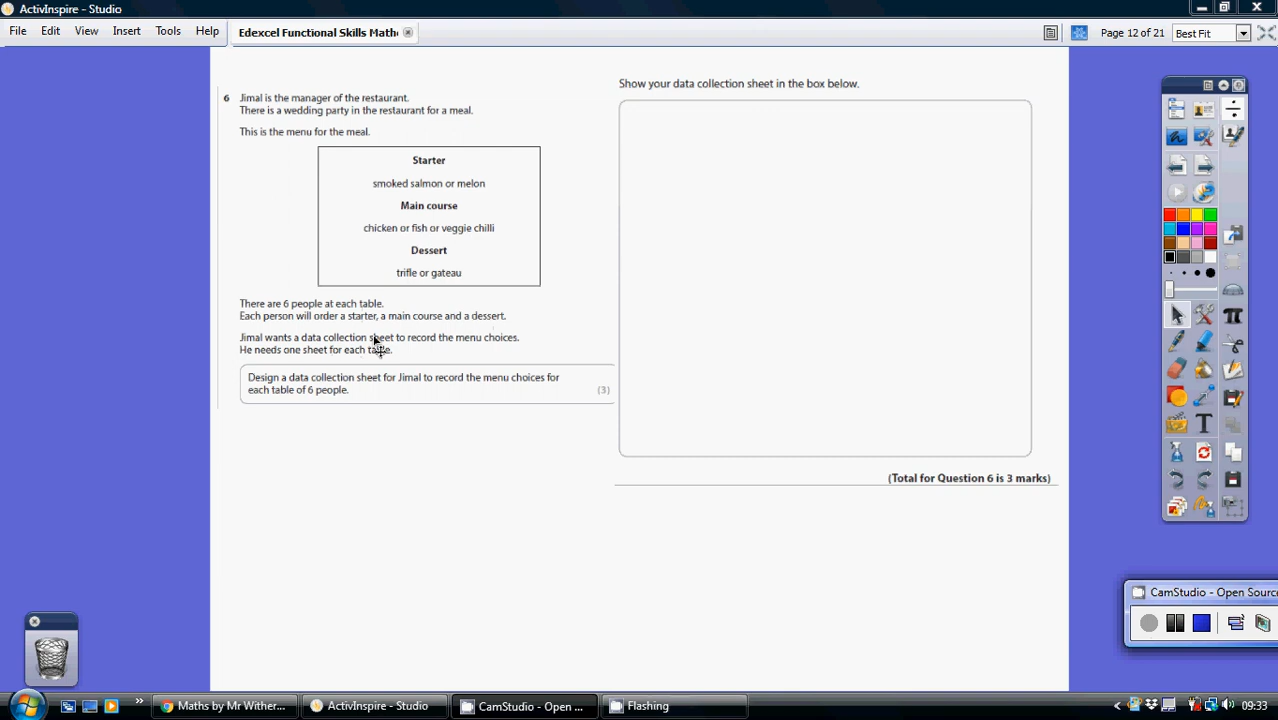 ActivInspire - Studio
File Edit View Insert Tools Help
Edexcel Functional Skills Mathe
Page 12 of 21
Best Fit
6 Jimal is the manager of the restaurant.
There is a wedding party in the restaurant for a meal.
This is the menu for the meal.
Starter
smoked salmon or melon
Main course
chicken or fish or veggie chilli
Dessert
trifle or gateau
There are 6 people at each table.
Each person will order a starter, a main course and a dessert.
Jimal wants a data collection sheet to record the menu choices.
He needs one sheet for each table.
Design a data collection sheet for Jimal to record the menu choices for
each table of 6 people.
(3)
Show your data collection sheet in the box below.
(Total for Question 6 is 3 marks)
CamStudio - Open Source
Maths by Mr Wither...
ActivInspire - Studio
CamStudio - Open ...
Flashing
09:33